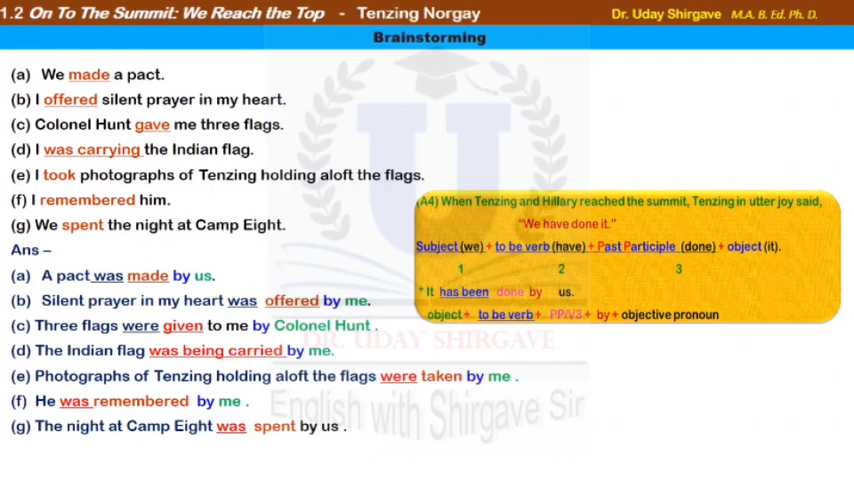 1.2 On To The Summit: We Reach the Top - Tenzing Norgay Dr. Uday Shirgave M.A. B. Ed. Ph. D.
Brainstorming
(a) We made a pact.
(b) I offered silent prayer in my heart.
(c) Colonel Hunt gave me three flags.
(d) I was carrying the Indian flag.
(e) I took photographs of Tenzing holding aloft the flags.
(f) I remembered him.
(g) We spent the night at Camp Eight.
Ans –
(a) A pact was made by us.
(b) Silent prayer in my heart was offered by me.
(c) Three flags were given to me by Colonel Hunt .
(d) The Indian flag was being carried by me.
(e) Photographs of Tenzing holding aloft the flags were taken by me .
(f) He was remembered by me .
(g) The night at Camp Eight was spent by us .
(A4) When Tenzing and Hillary reached the summit, Tenzing in utter joy said,
"We have done it."
Subject (we) + to be verb (have) + Past Participle (done) + object (it).
1 2 3
* It has been done by us.
object + to be verb + PP/V3 + by + objective pronoun
DR. UDAY SHIRGAVE
English with Shirgave Sir